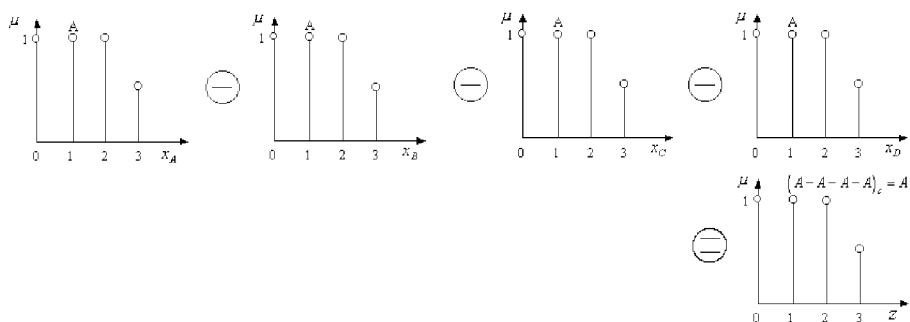 μ A μ A μ A μ A
1 1 1 1
0 1 2 3 x_A 0 1 2 3 x_B 0 1 2 3 x_C 0 1 2 3 x_D
μ (A−A−A−A)_c = A
1
0 1 2 3 z